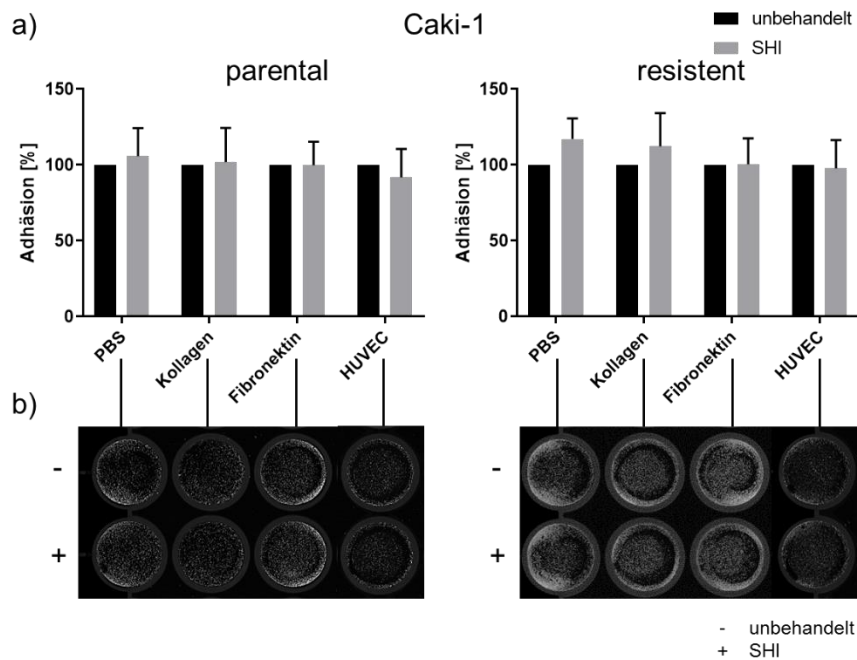 a)
Caki-1
unbehandelt
SHI
parental
resistent
150
100
50
0
Adhäsion [%]
PBS
Kollagen
Fibronektin
HUVEC
150
100
50
0
Adhäsion [%]
PBS
Kollagen
Fibronektin
HUVEC
b)
-
+
-
+
- unbehandelt
+ SHI